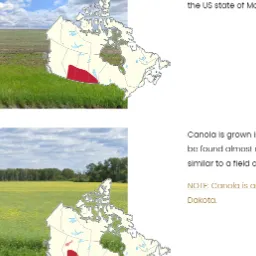 the US state of Mo
Canola is grown i
be found almost
similar to a field o
NOTE: Canola is a
Dakota.